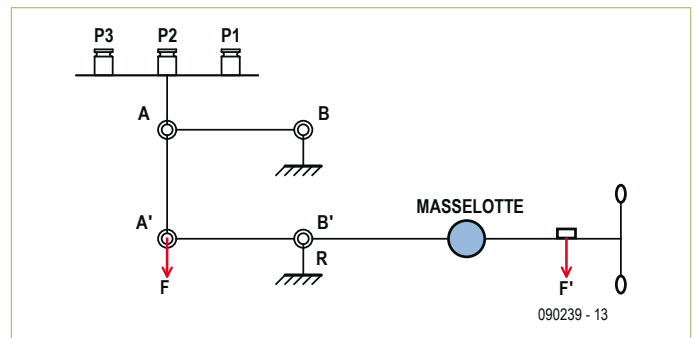 P3 P2 P1
A B
A' B' MASSELOTTE
R
F F'
090239 - 13